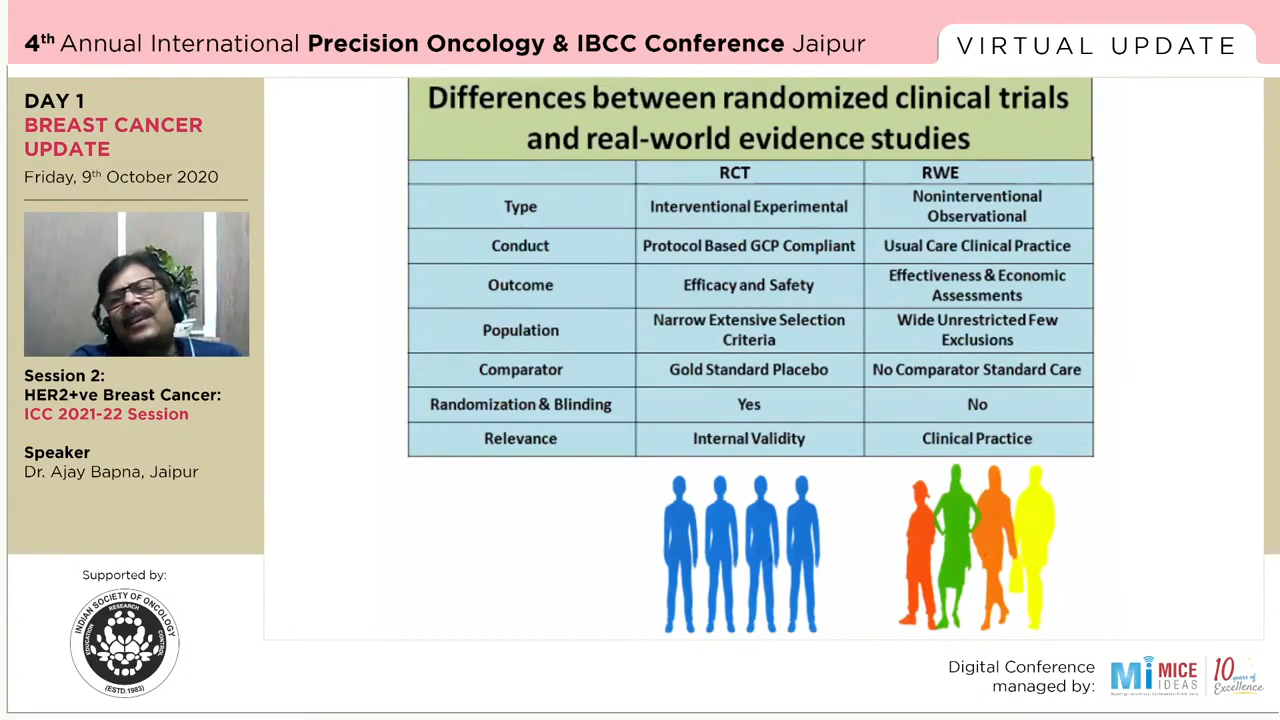 4th Annual International Precision Oncology & IBCC Conference Jaipur
VIRTUAL UPDATE
DAY 1
BREAST CANCER
UPDATE
Friday, 9th October 2020
Session 2:
HER2+ve Breast Cancer:
ICC 2021-22 Session
Speaker
Dr. Ajay Bapna, Jaipur
Supported by:
INDIAN SOCIETY OF ONCOLOGY
RESEARCH
EDUCATION
CONTROL
(ESTD.1983)
Differences between randomized clinical trials
and real-world evidence studies
RCT RWE
Type Interventional Experimental Noninterventional
Observational
Conduct Protocol Based GCP Compliant Usual Care Clinical Practice
Outcome Efficacy and Safety Effectiveness & Economic
Assessments
Population Narrow Extensive Selection
Criteria Wide Unrestricted Few
Exclusions
Comparator Gold Standard Placebo No Comparator Standard Care
Randomization & Blinding Yes No
Relevance Internal Validity Clinical Practice
Digital Conference
managed by:
Mi MICE
IDEAS
10 years of
Excellence